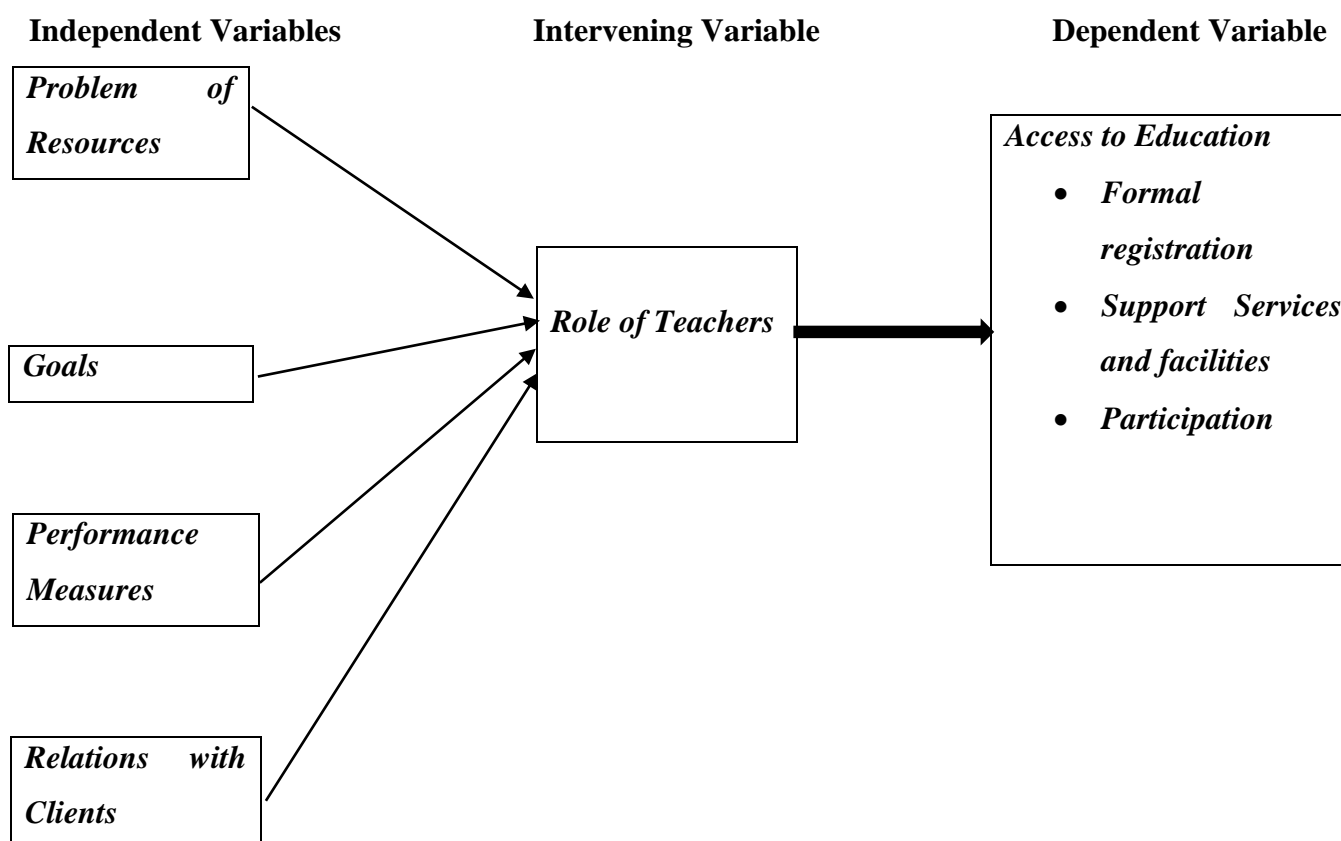 Independent Variables
Intervening Variable
Dependent Variable
Problem of
Resources
Goals
Performance
Measures
Relations with
Clients
Role of Teachers
Access to Education
• Formal
registration
• Support Services
and facilities
• Participation